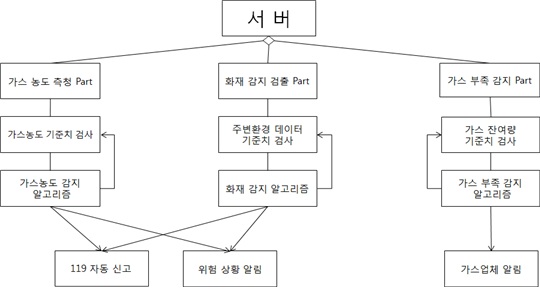 서 버
가스 농도 측청 Part
화재 감지 검출 Part
가스 부족 감지 Part
가스농도 기준치 검사
주변환경 데이터
기준치 검사
가스 잔여량
기준치 검사
가스농도 감지
알고리즘
화재 감지 알고리즘
가스 부족 감지
알고리즘
119 자동 신고
위험 상황 알림
가스업체 알림